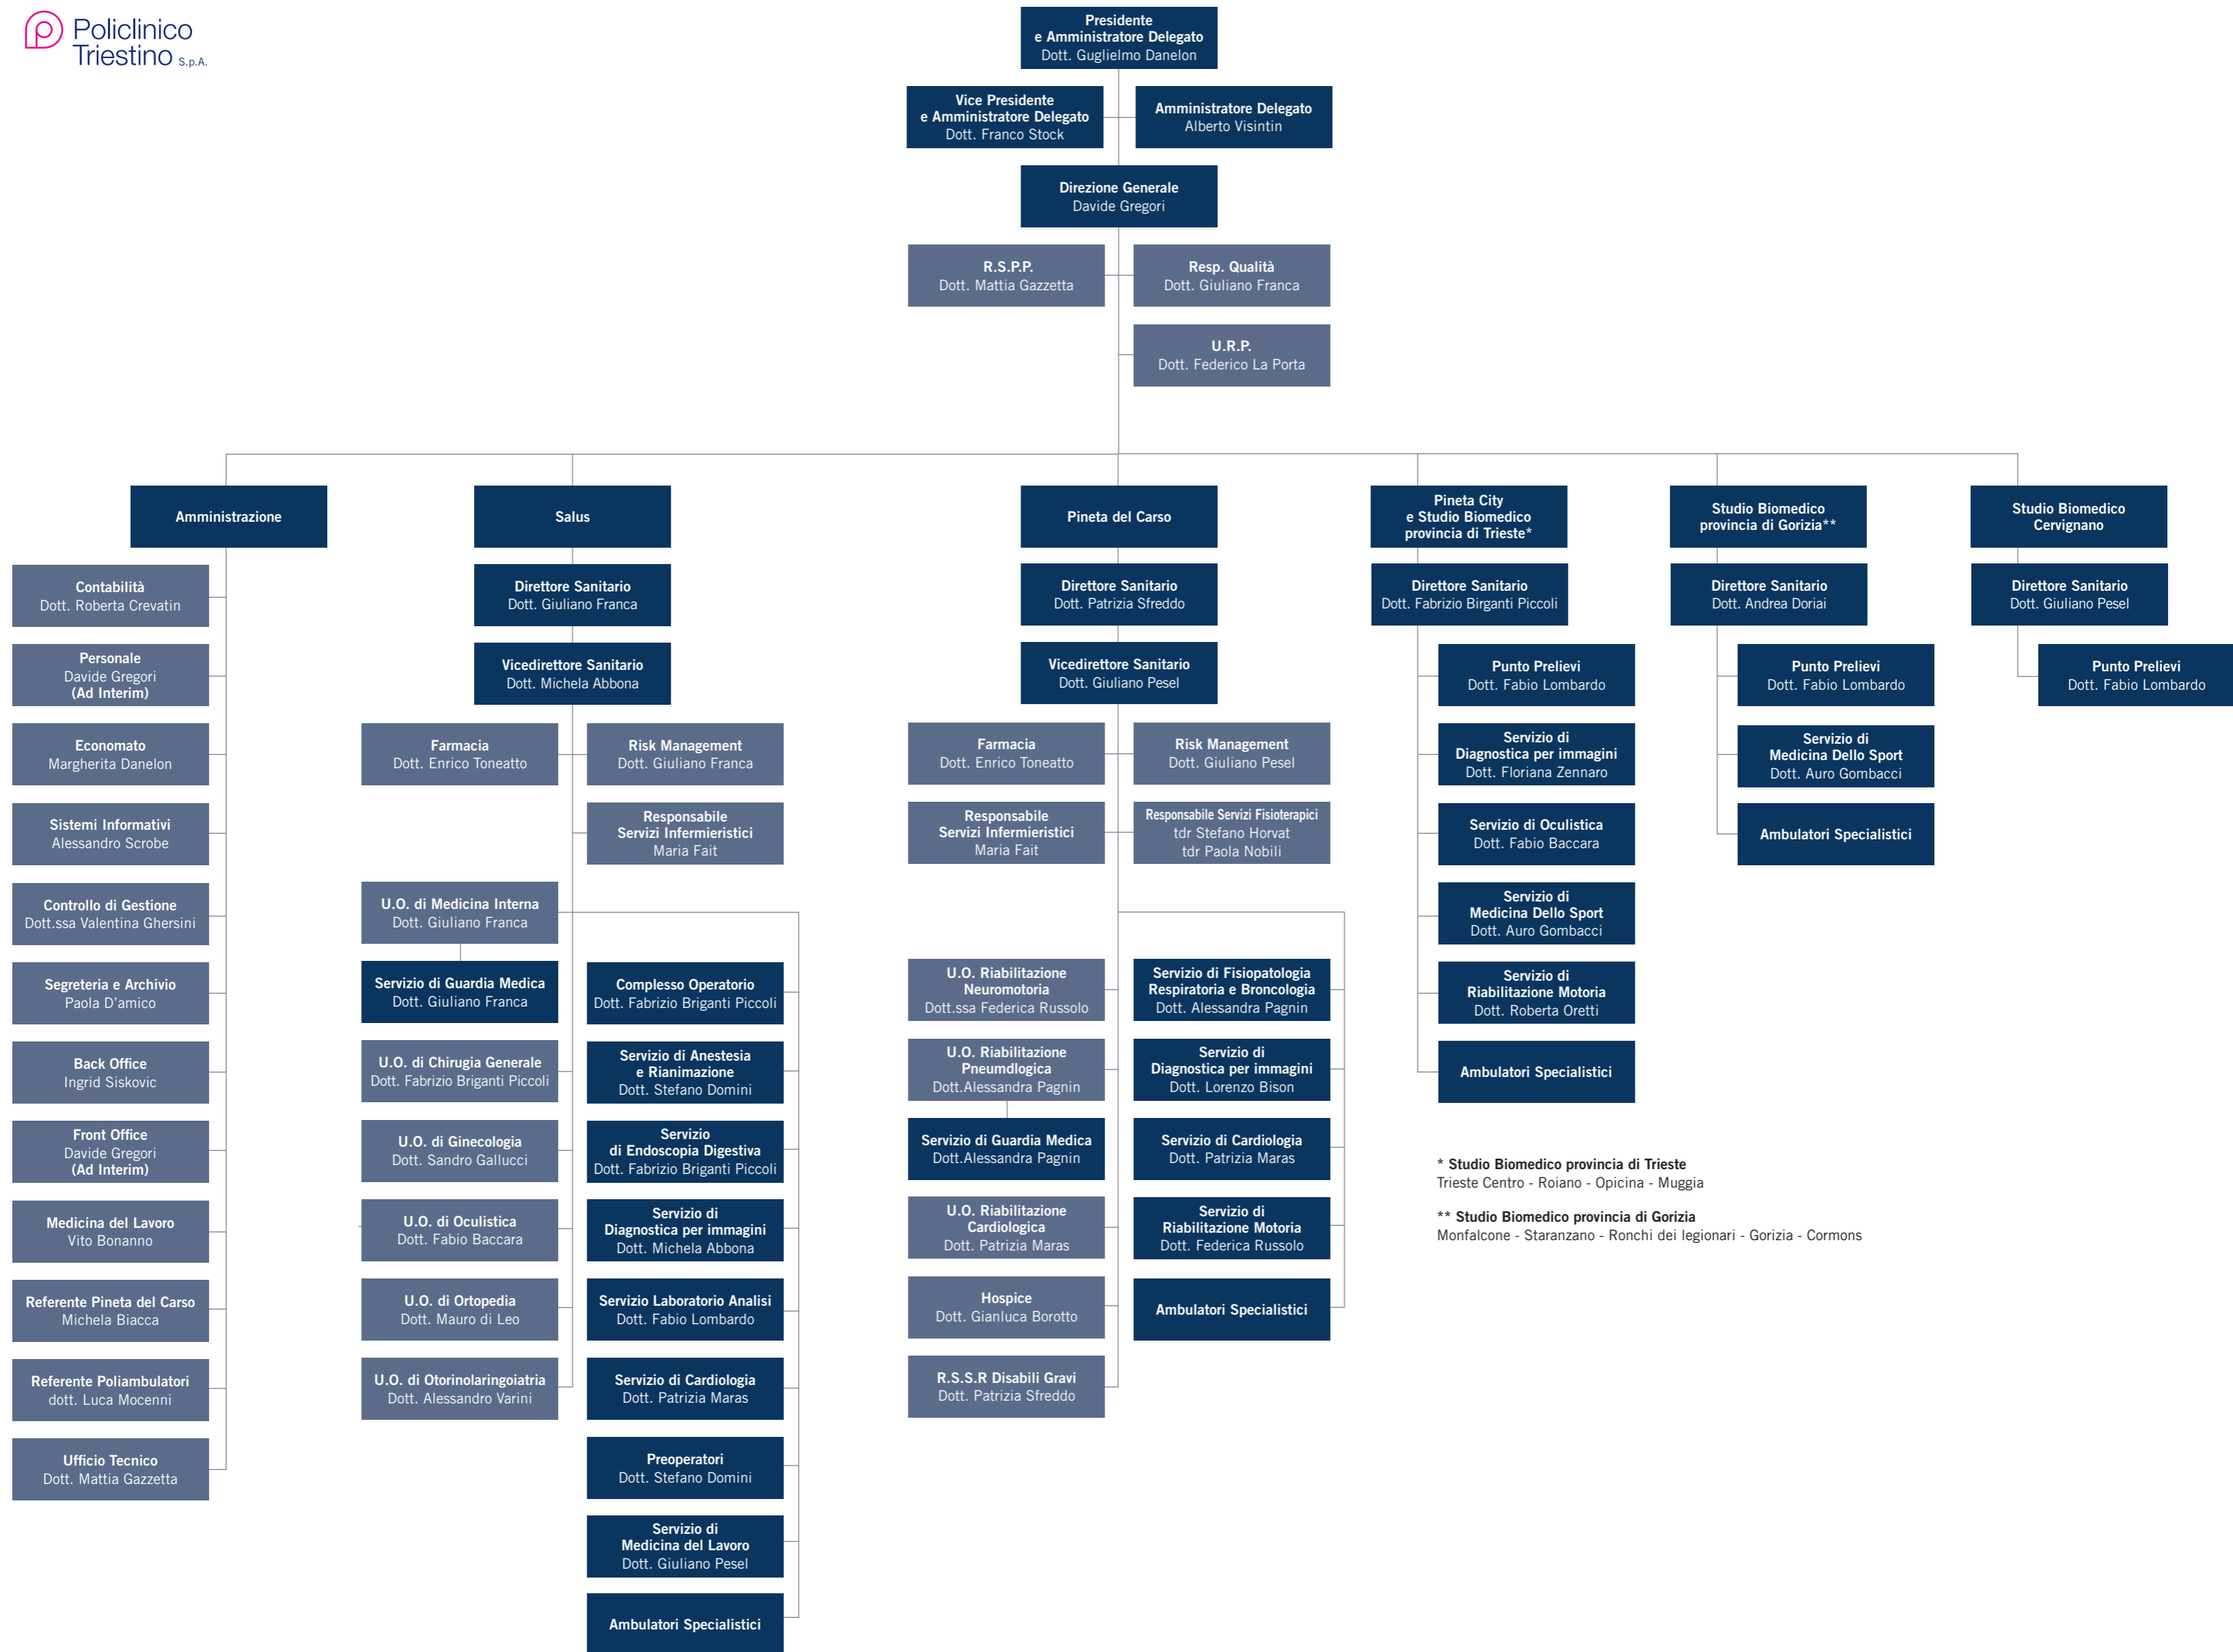 Policlinico
Triestino S.p.A.
Presidente
e Amministratore Delegato
Dott. Guglielmo Danelon
Vice Presidente
e Amministratore Delegato
Dott. Franco Stock
Amministratore Delegato
Alberto Visintin
Direzione Generale
Davide Gregori
R.S.P.P.
Dott. Mattia Gazzetta
Resp. Qualità
Dott. Giuliano Franca
U.R.P.
Dott. Federico La Porta
Amministrazione
Contabilità
Dott. Roberta Crevatin
Personale
Davide Gregori
(Ad Interim)
Economato
Margherita Danelon
Sistemi Informativi
Alessandro Scrobe
Controllo di Gestione
Dott.ssa Valentina Ghersini
Segreteria e Archivio
Paola D'amico
Back Office
Ingrid Siskovic
Front Office
Davide Gregori
(Ad Interim)
Medicina del Lavoro
Vito Bonanno
Referente Pineta del Carso
Michela Biacca
Referente Poliambulatori
dott. Luca Mocenni
Ufficio Tecnico
Dott. Mattia Gazzetta
Salus
Direttore Sanitario
Dott. Giuliano Franca
Vicedirettore Sanitario
Dott. Michela Abbona
Farmacia
Dott. Enrico Toneatto
Risk Management
Dott. Giuliano Franca
Responsabile
Servizi Infermieristici
Maria Fait
U.O. di Medicina Interna
Dott. Giuliano Franca
Servizio di Guardia Medica
Dott. Giuliano Franca
U.O. di Chirugia Generale
Dott. Fabrizio Briganti Piccoli
U.O. di Ginecologia
Dott. Sandro Gallucci
U.O. di Oculistica
Dott. Fabio Baccara
U.O. di Ortopedia
Dott. Mauro di Leo
U.O. di Otorinolaringoiatria
Dott. Alessandro Varini
Complesso Operatorio
Dott. Fabrizio Briganti Piccoli
Servizio di Anestesia
e Rianimazione
Dott. Stefano Domini
Servizio
di Endoscopia Digestiva
Dott. Fabrizio Briganti Piccoli
Servizio di
Diagnostica per immagini
Dott. Michela Abbona
Servizio Laboratorio Analisi
Dott. Fabio Lombardo
Servizio di Cardiologia
Dott. Patrizia Maras
Preoperatori
Dott. Stefano Domini
Servizio di
Medicina del Lavoro
Dott. Giuliano Pesel
Ambulatori Specialistici
Pineta del Carso
Direttore Sanitario
Dott. Patrizia Sfreddo
Vicedirettore Sanitario
Dott. Giuliano Pesel
Farmacia
Dott. Enrico Toneatto
Risk Management
Dott. Giuliano Pesel
Responsabile
Servizi Infermieristici
Maria Fait
Responsabile Servizi Fisioterapici
tdr Stefano Horvat
tdr Paola Nobili
U.O. Riabilitazione
Neuromotoria
Dott.ssa Federica Russolo
U.O. Riabilitazione
Pneumdlogica
Dott.Alessandra Pagnin
Servizio di Guardia Medica
Dott.Alessandra Pagnin
U.O. Riabilitazione
Cardiologica
Dott. Patrizia Maras
Hospice
Dott. Gianluca Borotto
R.S.S.R Disabili Gravi
Dott. Patrizia Sfreddo
Servizio di Fisiopatologia
Respiratoria e Broncologia
Dott. Alessandra Pagnin
Servizio di
Diagnostica per immagini
Dott. Lorenzo Bison
Servizio di Cardiologia
Dott. Patrizia Maras
Servizio di
Riabilitazione Motoria
Dott. Federica Russolo
Ambulatori Specialistici
Pineta City
e Studio Biomedico
provincia di Trieste*
Direttore Sanitario
Dott. Fabrizio Birganti Piccoli
Punto Prelievi
Dott. Fabio Lombardo
Servizio di
Diagnostica per immagini
Dott. Floriana Zennaro
Servizio di Oculistica
Dott. Fabio Baccara
Servizio di
Medicina Dello Sport
Dott. Auro Gombacci
Servizio di
Riabilitazione Motoria
Dott. Roberta Oretti
Ambulatori Specialistici
Studio Biomedico
provincia di Gorizia**
Direttore Sanitario
Dott. Andrea Doriai
Punto Prelievi
Dott. Fabio Lombardo
Servizio di
Medicina Dello Sport
Dott. Auro Gombacci
Ambulatori Specialistici
Studio Biomedico
Cervignano
Direttore Sanitario
Dott. Giuliano Pesel
Punto Prelievi
Dott. Fabio Lombardo
* Studio Biomedico provincia di Trieste
Trieste Centro - Roiano - Opicina - Muggia
** Studio Biomedico provincia di Gorizia
Monfalcone - Staranzano - Ronchi dei legionari - Gorizia - Cormons